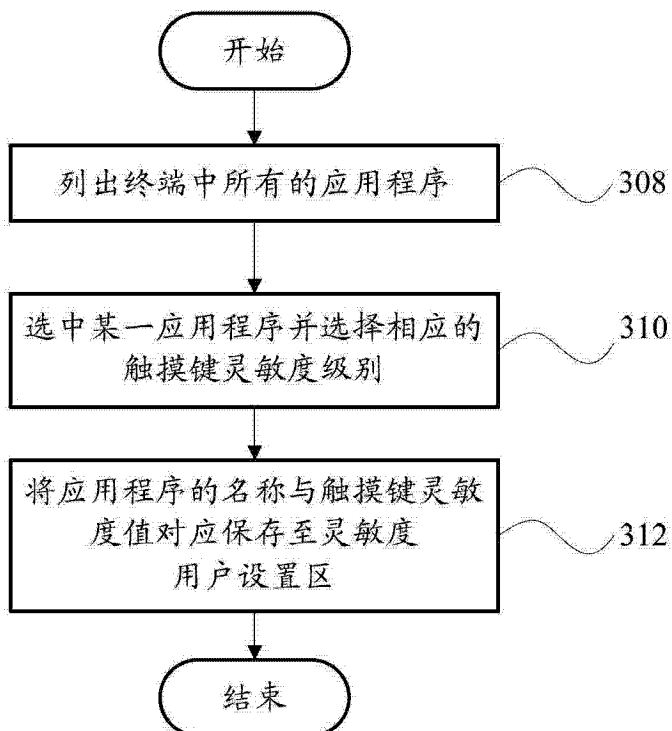 开始
列出终端中所有的应用程序
308
选中某一应用程序并选择相应的
触摸键灵敏度级别
310
将应用程序的名称与触摸键灵敏
度值对应保存至灵敏度
用户设置区
312
结束